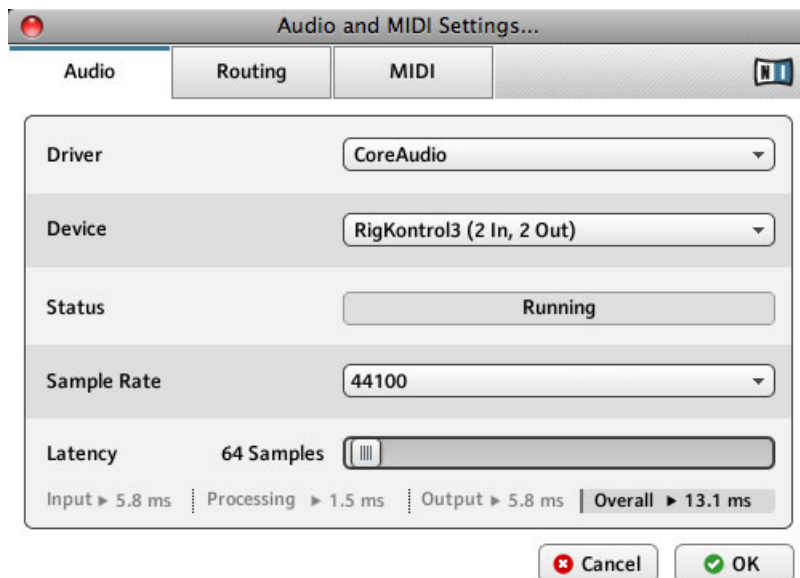 Audio and MIDI Settings...
Audio Routing MIDI NI
Driver CoreAudio
Device RigKontrol3 (2 In, 2 Out)
Status Running
Sample Rate 44100
Latency 64 Samples
Input ▸ 5.8 ms Processing ▸ 1.5 ms Output ▸ 5.8 ms Overall ▸ 13.1 ms
Cancel OK